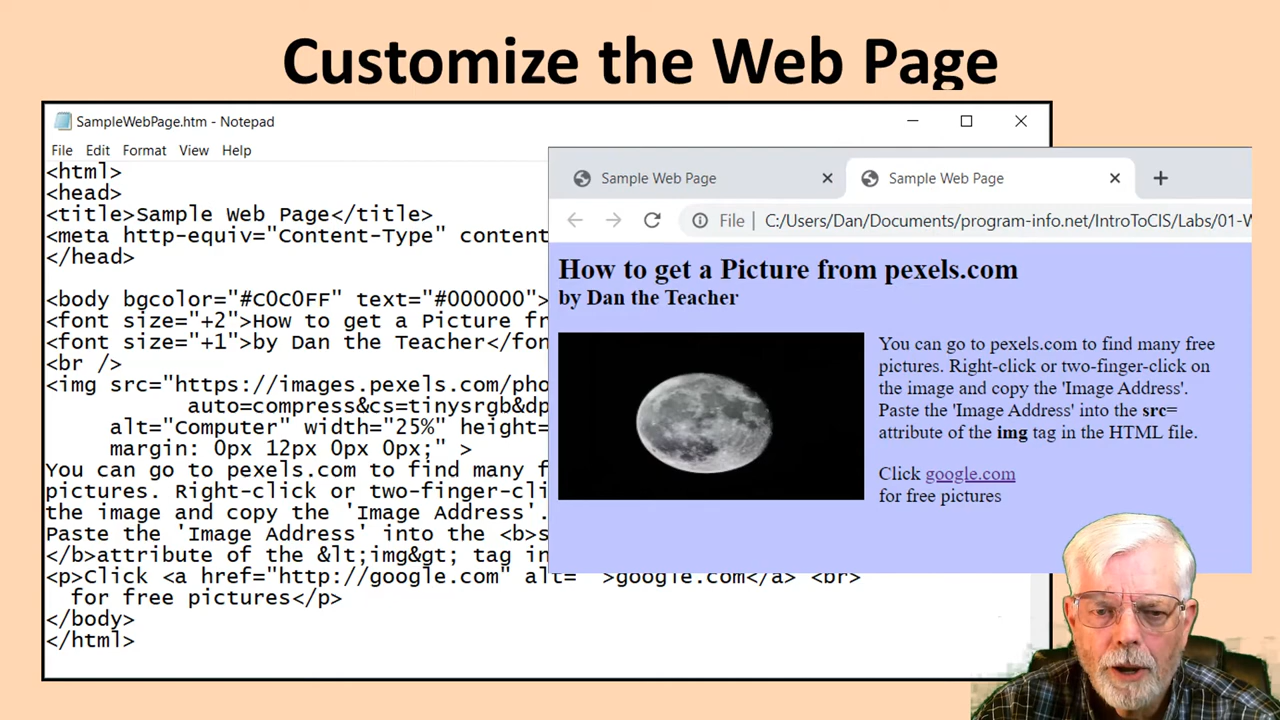 Customize the Web Page
SampleWebPage.htm - Notepad
File Edit Format View Help
<html>
<head>
<title>Sample Web Page</title>
<meta http-equiv="Content-Type" content
</head>
<body bgcolor="#C0C0FF" text="#000000">
<font size="+2">How to get a Picture fr
<font size="+1">by Dan the Teacher</fon
<br />
<img src="https://images.pexels.com/pho
auto=compress&cs=tinysrgb&dp
alt="Computer" width="25%" height=
margin: 0px 12px 0px 0px;" >
You can go to pexels.com to find many f
pictures. Right-click or two-finger-cli
the image and copy the 'Image Address'.
Paste the 'Image Address' into the <b>s
</b>attribute of the &lt;img&gt; tag in
<p>Click <a href="http://google.com" alt=" >google.com</a> <br>
for free pictures</p>
</body>
</html>
Sample Web Page
Sample Web Page
File C:/Users/Dan/Documents/program-info.net/IntroToCIS/Labs/01-W
How to get a Picture from pexels.com
by Dan the Teacher
You can go to pexels.com to find many free
pictures. Right-click or two-finger-click on
the image and copy the 'Image Address'.
Paste the 'Image Address' into the src=
attribute of the img tag in the HTML file.
Click google.com
for free pictures